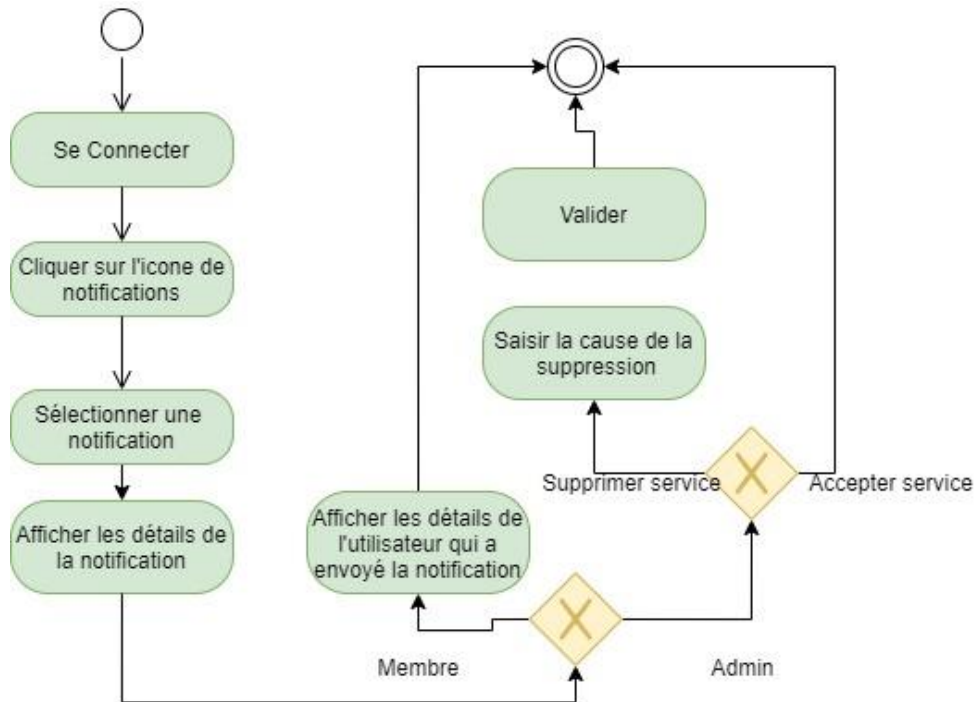 Se Connecter
Cliquer sur l'icone de
notifications
Sélectionner une
notification
Afficher les détails de
la notification
Valider
Saisir la cause de la
suppression
Supprimer service
Accepter service
Afficher les détails de
l'utilisateur qui a
envoyé la notification
Membre
Admin